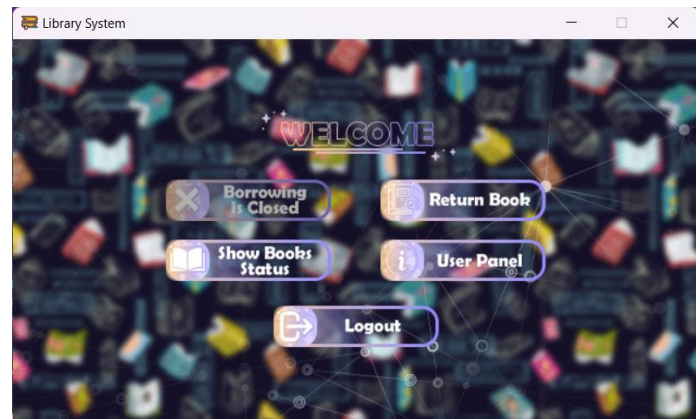 Library System
WELCOME
Borrowing
is Closed
Return Book
Show Books
Status
User Panel
Logout